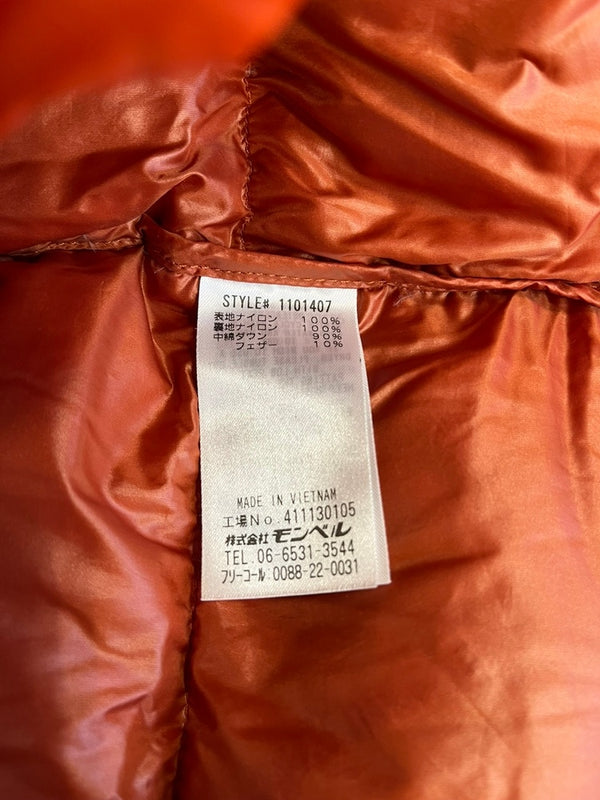 STYLE# 1101407
表地ナイロン 100%
裏地ナイロン 100%
中綿ダウン 90%
フェザー 10%
MADE IN VIETNAM
工場No. 411130105
株式会社 モンベル
TEL. 06-6531-3544
フリーコール:0088-22-0031